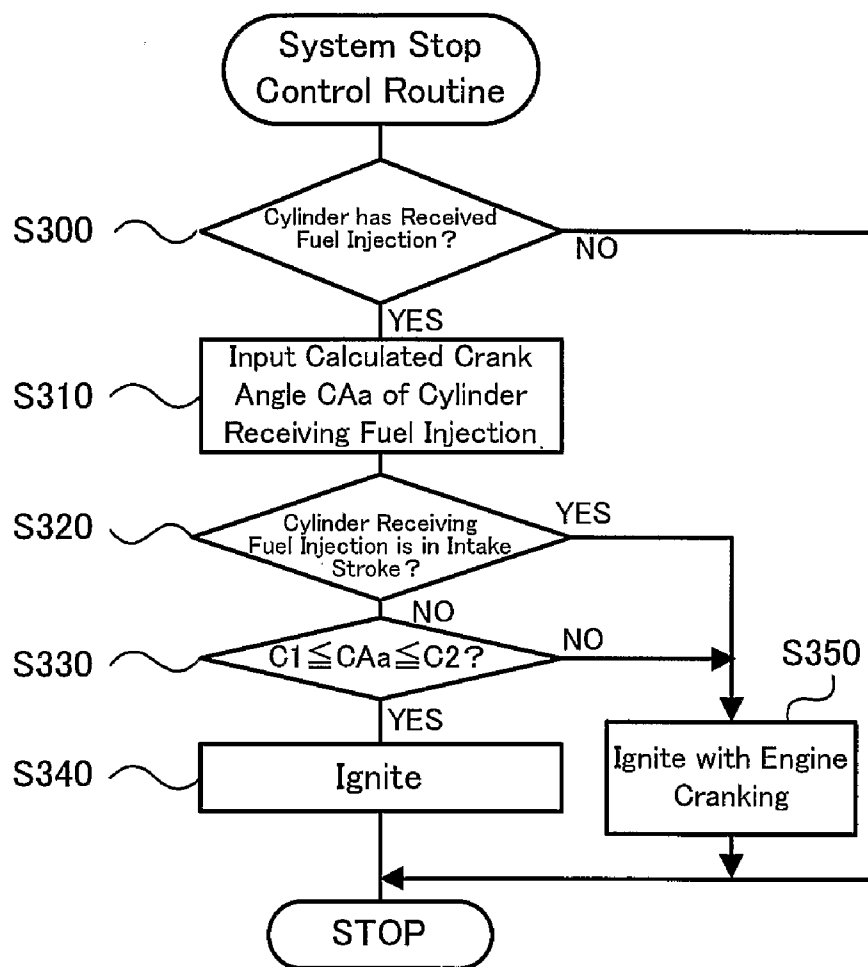 System Stop
Control Routine
S300
Cylinder has Received
Fuel Injection?
NO
YES
S310
Input Calculated Crank
Angle CAa of Cylinder
Receiving Fuel Injection
S320
Cylinder Receiving
Fuel Injection is in Intake
Stroke?
YES
NO
S330
C1≦CAa≦C2?
NO
S350
YES
S340
Ignite
Ignite with Engine
Cranking
STOP